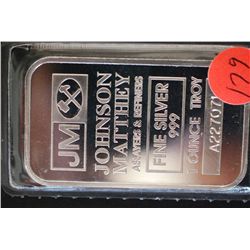 179
JM
JOHNSON
MATTHEY
ASSAYERS & REFINERS
FINE SILVER
999
1 OUNCE TROY